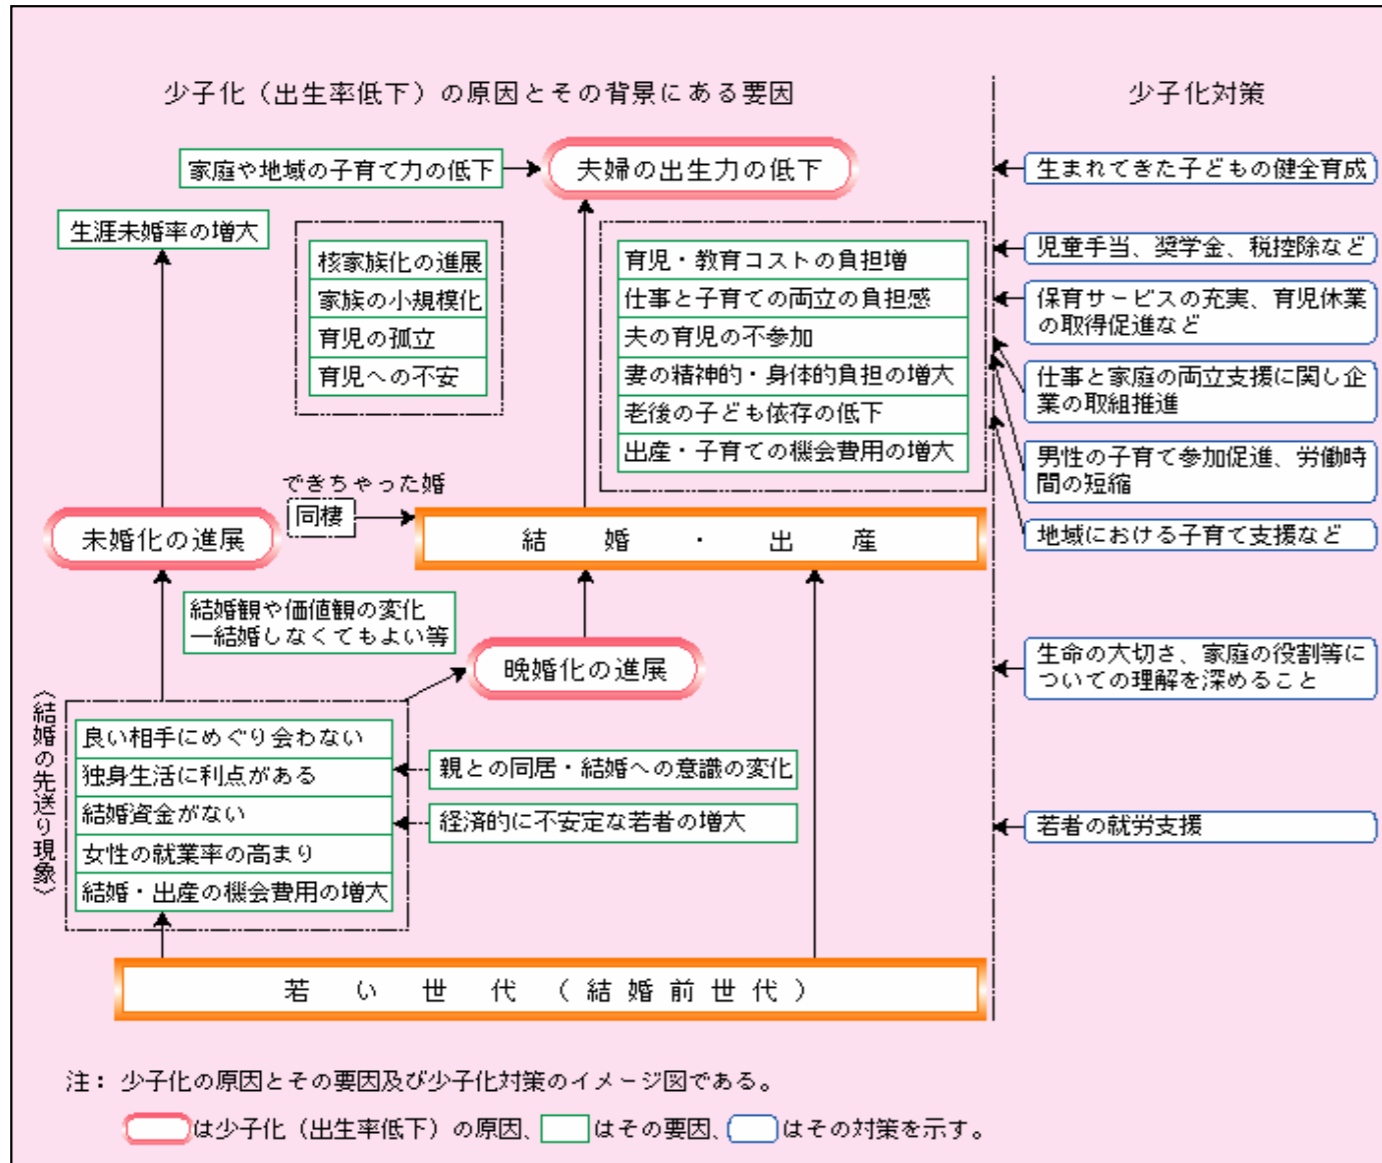 少子化（出生率低下）の原因とその背景にある要因
少子化対策
家庭や地域の子育て力の低下
夫婦の出生力の低下
生まれてきた子どもの健全育成
生涯未婚率の増大
核家族化の進展
家族の小規模化
育児の孤立
育児への不安
育児・教育コストの負担増
仕事と子育ての両立の負担感
夫の育児の不参加
妻の精神的・身体的負担の増大
老後の子ども依存の低下
出産・子育ての機会費用の増大
児童手当、奨学金、税控除など
保育サービスの充実、育児休業
の取得促進など
仕事と家庭の両立支援に関し企
業の取組推進
男性の子育て参加促進、労働時
間の短縮
地域における子育て支援など
できちゃった婚
同棲
未婚化の進展
結婚・出産
結婚観や価値観の変化
―結婚しなくてもよい等
晩婚化の進展
生命の大切さ、家庭の役割等に
ついての理解を深めること
〈結婚の先送り現象〉
良い相手にめぐり会わない
独身生活に利点がある
結婚資金がない
女性の就業率の高まり
結婚・出産の機会費用の増大
親との同居・結婚への意識の変化
経済的に不安定な若者の増大
若者の就労支援
若い世代（結婚前世代）
注：少子化の原因とその要因及び少子化対策のイメージ図である。
は少子化（出生率低下）の原因、はその要因、はその対策を示す。